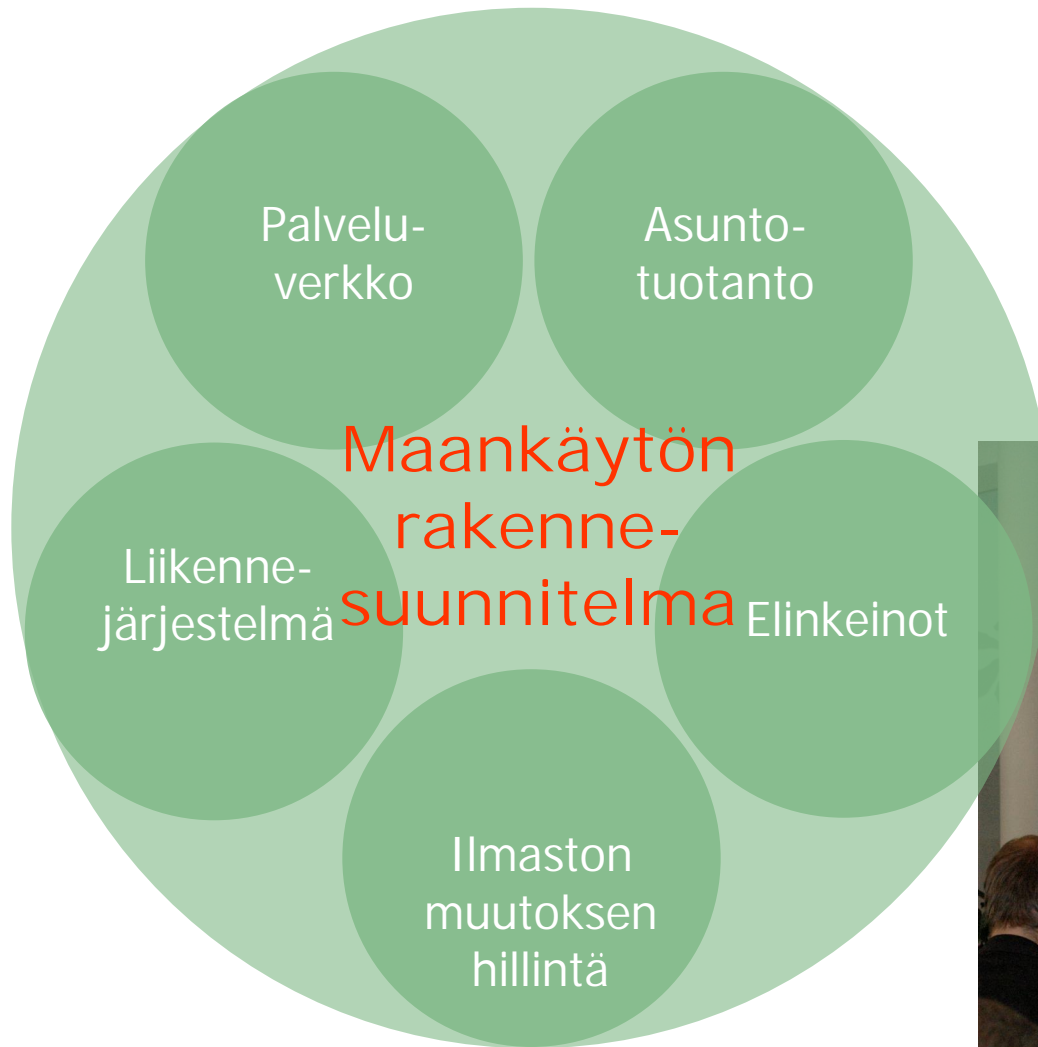 Palvelu-
verkko
Asunto-
tuotanto
Maankäytön
rakenne-
suunnitelma
Liikenne-
järjestelmä
Elinkeinot
Ilmaston
muutoksen
hillintä